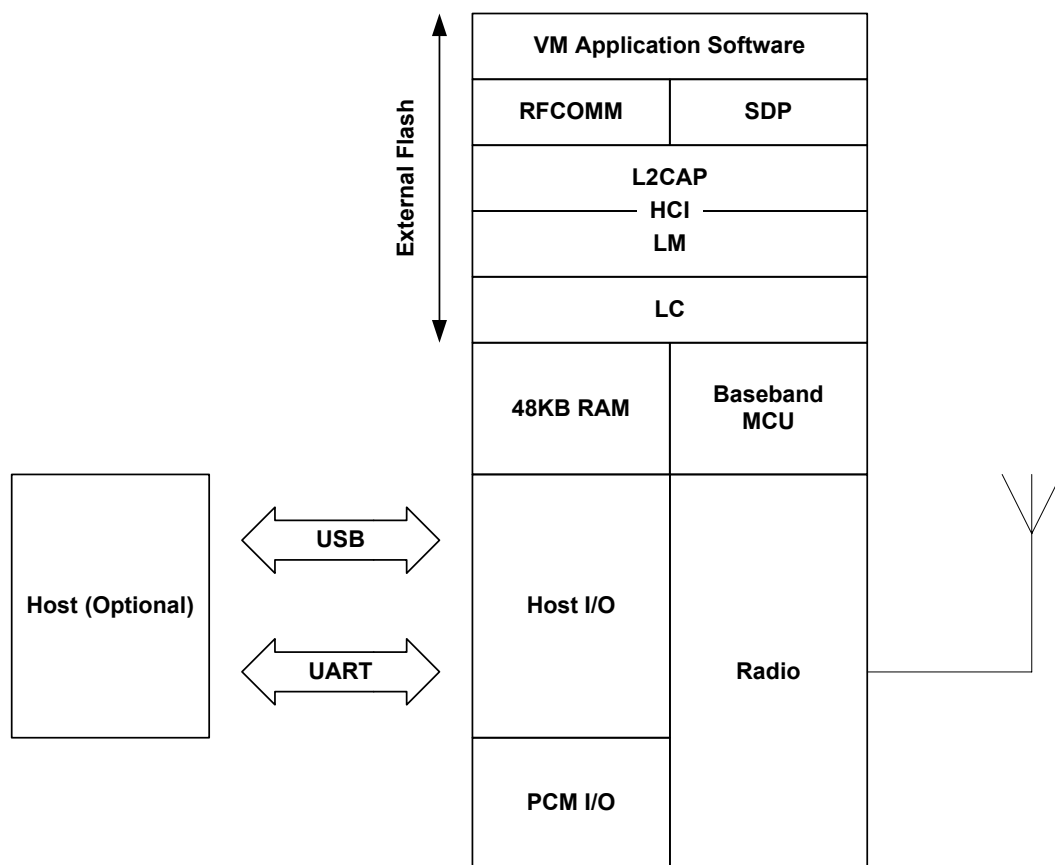 VM Application Software
RFCOMM
SDP
External Flash
L2CAP
HCI
LM
LC
48KB RAM
Baseband
MCU
USB
Host (Optional)
Host I/O
UART
Radio
PCM I/O